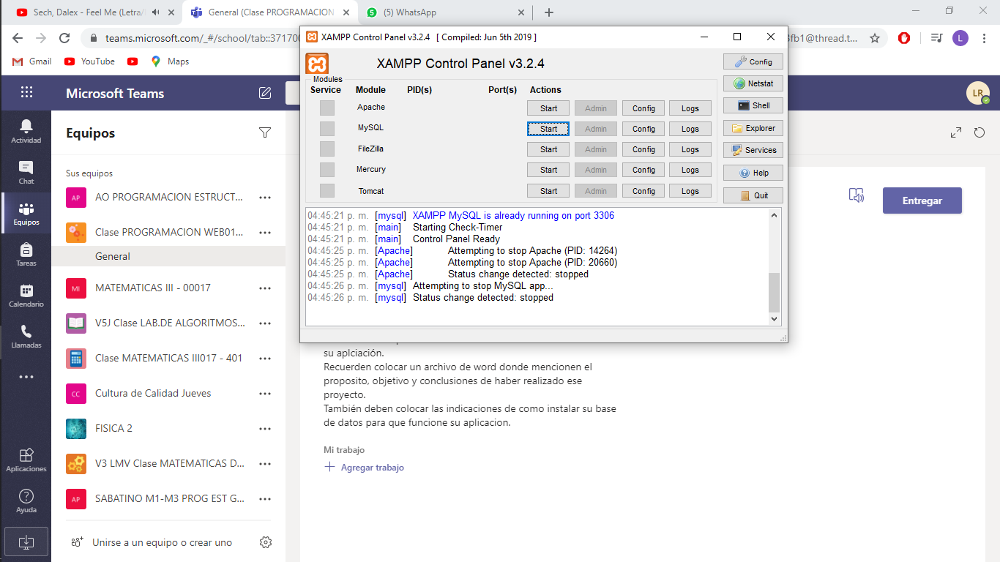 Sech, Dalex - Feel Me (Letra/
General (Clase PROGRAMACION
(5) WhatsApp
teams.microsoft.com/_#/school/tab::37170
3fb1@thread.t...
L
Gmail
YouTube
Maps
XAMPP Control Panel v3.2.4 [ Compiled: Jun 5th 2019 ]
XAMPP Control Panel v3.2.4
Modules
Service Module PID(s) Port(s) Actions
Apache Start Admin Config Logs
MySQL Start Admin Config Logs
FileZilla Start Admin Config Logs
Mercury Start Admin Config Logs
Tomcat Start Admin Config Logs
Config
Netstat
Shell
Explorer
Services
Help
Quit
04:45:21 p. m. [mysql] XAMPP MySQL is already running on port 3306
04:45:21 p. m. [main] Starting Check-Timer
04:45:21 p. m. [main] Control Panel Ready
04:45:25 p. m. [Apache] Attempting to stop Apache (PID: 14264)
04:45:25 p. m. [Apache] Attempting to stop Apache (PID: 20660)
04:45:25 p. m. [Apache] Status change detected: stopped
04:45:26 p. m. [mysql] Attempting to stop MySQL app...
04:45:26 p. m. [mysql] Status change detected: stopped
Microsoft Teams
LR
Actividad
Chat
Equipos
Tareas
Calendario
Llamadas
Aplicaciones
Ayuda
Equipos
Sus equipos
AP AO PROGRAMACION ESTRUCT...
Clase PROGRAMACION WEB01...
General
MI MATEMATICAS III - 00017
V5J Clase LAB.DE ALGORITMOS...
Clase MATEMATICAS III017 - 401
CC Cultura de Calidad Jueves
FISICA 2
V3 LMV Clase MATEMATICAS D...
AP SABATINO M1-M3 PROG EST G...
Unirse a un equipo o crear uno
Entregar
su aplciación.
Recuerden colocar un archivo de word donde mencionen el
proposito, objetivo y conclusiones de haber realizado ese
proyecto.
También deben colocar las indicaciones de como instalar su base
de datos para que funcione su aplicacion.
Mi trabajo
Agregar trabajo